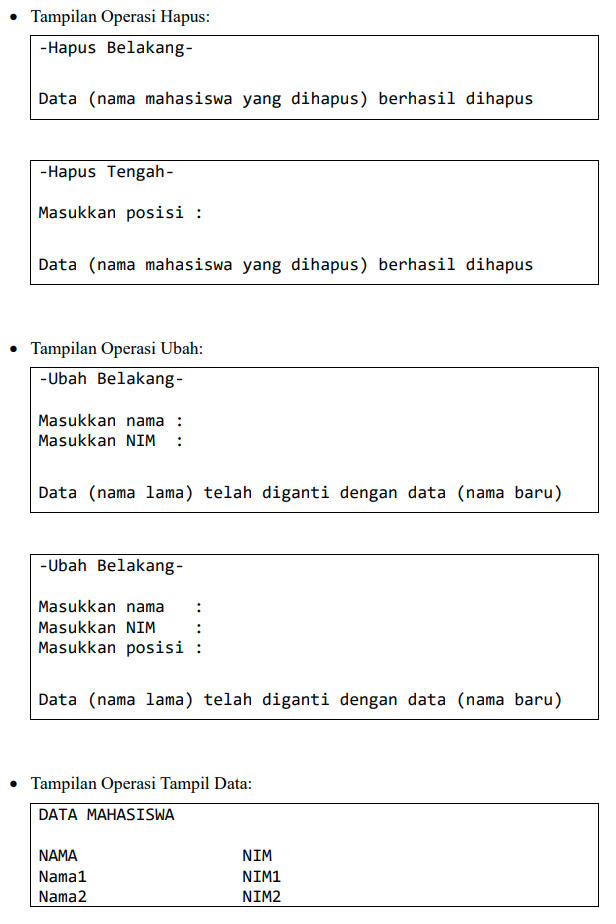 • Tampilan Operasi Hapus:
-Hapus Belakang-
Data (nama mahasiswa yang dihapus) berhasil dihapus
-Hapus Tengah-
Masukkan posisi :
Data (nama mahasiswa yang dihapus) berhasil dihapus
• Tampilan Operasi Ubah:
-Ubah Belakang-
Masukkan nama :
Masukkan NIM  :
Data (nama lama) telah diganti dengan data (nama baru)
-Ubah Belakang-
Masukkan nama   :
Masukkan NIM    :
Masukkan posisi :
Data (nama lama) telah diganti dengan data (nama baru)
• Tampilan Operasi Tampil Data:
DATA MAHASISWA
NAMA                 NIM
Nama1                NIM1
Nama2                NIM2